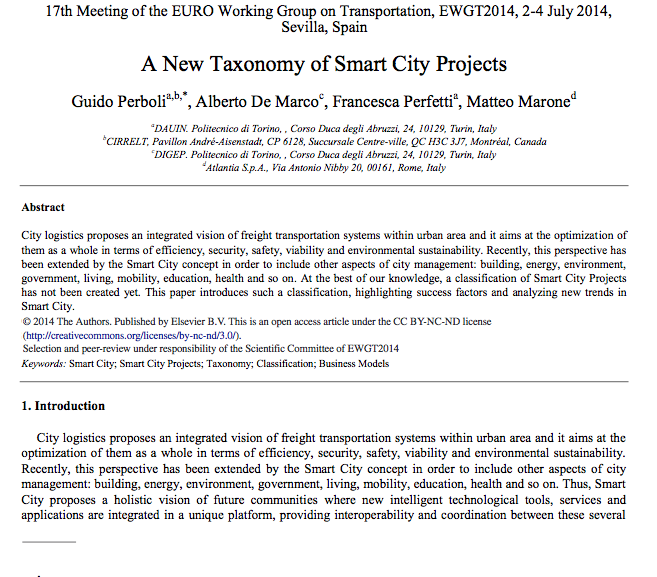 17th Meeting of the EURO Working Group on Transportation, EWGT2014, 2-4 July 2014,
Sevilla, Spain
A New Taxonomy of Smart City Projects
Guido Perboli^a,b,*, Alberto De Marco^c, Francesca Perfetti^a, Matteo Marone^d
^aDAUIN. Politecnico di Torino, , Corso Duca degli Abruzzi, 24, 10129, Turin, Italy
^bCIRRELT, Pavillon André-Aisenstadt, CP 6128, Succursale Centre-ville, QC H3C 3J7, Montréal, Canada
^cDIGEP. Politecnico di Torino, , Corso Duca degli Abruzzi, 24, 10129, Turin, Italy
^dAtlantia S.p.A., Via Antonio Nibby 20, 00161, Rome, Italy
Abstract
City logistics proposes an integrated vision of freight transportation systems within urban area and it aims at the optimization of
them as a whole in terms of efficiency, security, safety, viability and environmental sustainability. Recently, this perspective has
been extended by the Smart City concept in order to include other aspects of city management: building, energy, environment,
government, living, mobility, education, health and so on. At the best of our knowledge, a classification of Smart City Projects
has not been created yet. This paper introduces such a classification, highlighting success factors and analyzing new trends in
Smart City.
© 2014 The Authors. Published by Elsevier B.V. This is an open access article under the CC BY-NC-ND license
(http://creativecommons.org/licenses/by-nc-nd/3.0/).
Selection and peer-review under responsibility of the Scientific Committee of EWGT2014
Keywords: Smart City; Smart City Projects; Taxonomy; Classification; Business Models
1. Introduction
City logistics proposes an integrated vision of freight transportation systems within urban area and it aims at the
optimization of them as a whole in terms of efficiency, security, safety, viability and environmental sustainability.
Recently, this perspective has been extended by the Smart City concept in order to include other aspects of city
management: building, energy, environment, government, living, mobility, education, health and so on. Thus, Smart
City proposes a holistic vision of future communities where new intelligent technological tools, services and
applications are integrated in a unique platform, providing interoperability and coordination between these several